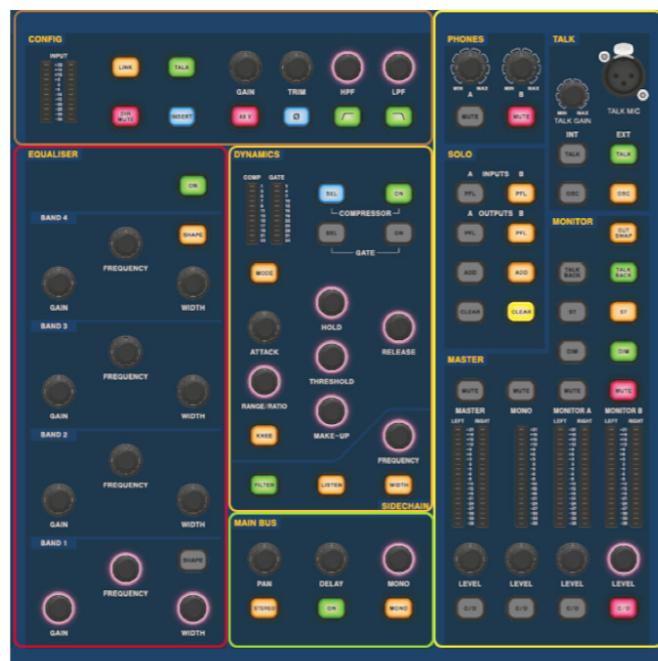 CONFIG
INPUT
LINK
TALK
GAIN
TRIM
HPF
LPF
DIR MUTE
INSERT
48 V
Ø
PHONES
MIN MAX MIN MAX
A B
MUTE MUTE
TALK
MIN MAX
TALK GAIN
TALK MIC
INT EXT
TALK TALK
OSC OSC
EQUALISER
ON
BAND 4
SHAPE
FREQUENCY
GAIN WIDTH
BAND 3
FREQUENCY
GAIN WIDTH
BAND 2
FREQUENCY
GAIN WIDTH
BAND 1
SHAPE
FREQUENCY
GAIN WIDTH
DYNAMICS
COMP GATE
SEL ON
COMPRESSOR
SEL ON
GATE
MODE
HOLD
ATTACK RELEASE
THRESHOLD
RANGE/RATIO
MAKE-UP
KNEE
FREQUENCY
FILTER LISTEN WIDTH
SIDECHAIN
MAIN BUS
PAN DELAY MONO
STEREO ON MONO
SOLO
A INPUTS B
PFL PFL
A OUTPUTS B
PFL PFL
ADD ADD
CLEAR CLEAR
MONITOR
CUT SWAP
TALK BACK TALK BACK
ST ST
DIM DIM
MASTER
MUTE MUTE MUTE MUTE
MASTER MONO MONITOR A MONITOR B
LEFT RIGHT LEFT RIGHT LEFT RIGHT
LEVEL LEVEL LEVEL LEVEL
C/O C/O C/O C/O